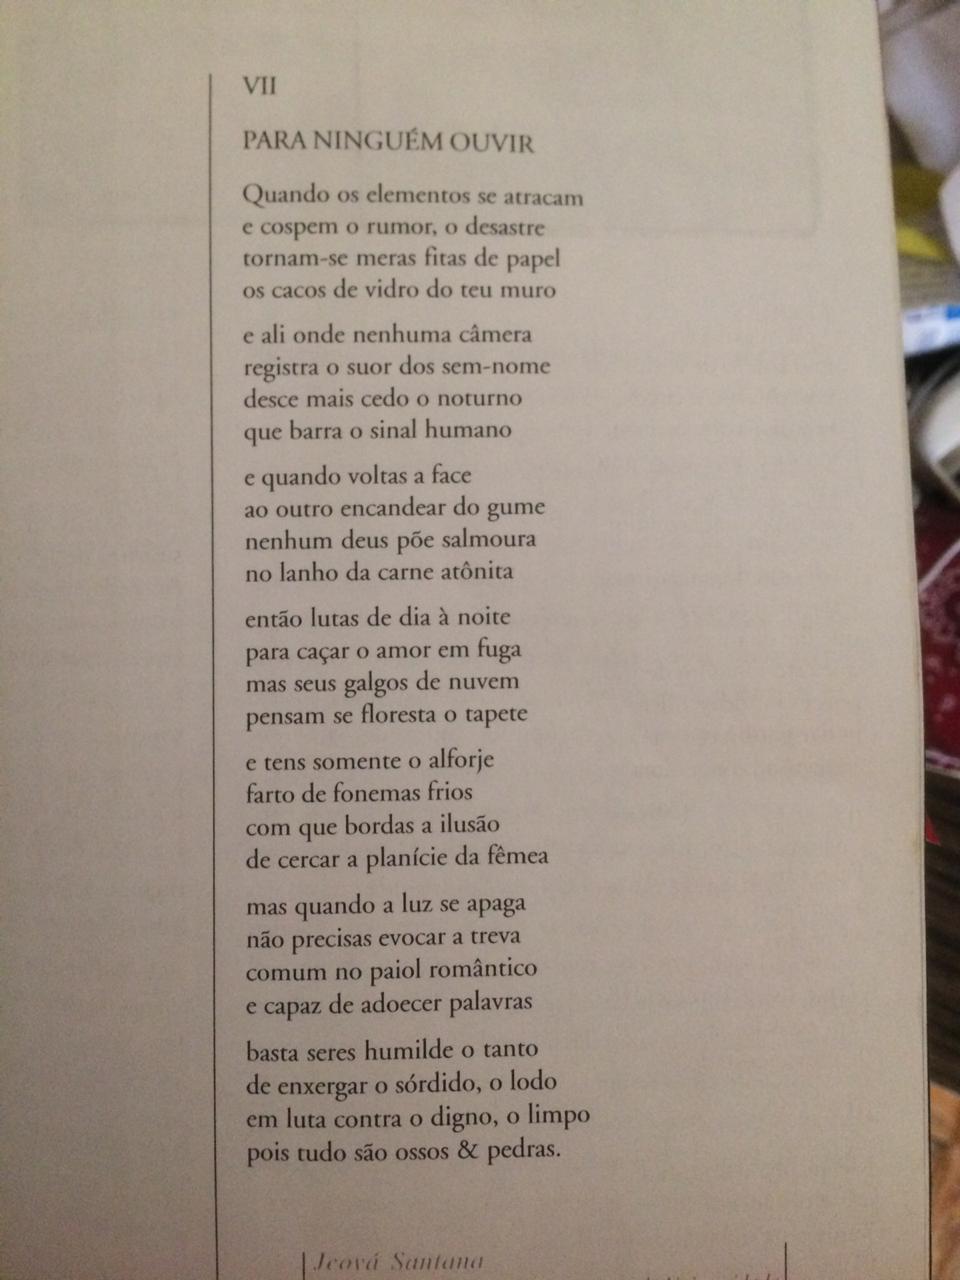 VII
PARA NINGUÉM OUVIR
Quando os elementos se atracam
e cospem o rumor, o desastre
tornam-se meras fitas de papel
os cacos de vidro do teu muro
e ali onde nenhuma câmera
registra o suor dos sem-nome
desce mais cedo o noturno
que barra o sinal humano
e quando voltas a face
ao outro encandear do gume
nenhum deus põe salmoura
no lanho da carne atônita
então lutas de dia à noite
para caçar o amor em fuga
mas seus galgos de nuvem
pensam se floresta o tapete
e tens somente o alforje
farto de fonemas frios
com que bordas a ilusão
de cercar a planície da fêmea
mas quando a luz se apaga
não precisas evocar a treva
comum no paiol romântico
e capaz de adoecer palavras
basta seres humilde o tanto
de enxergar o sórdido, o lodo
em luta contra o digno, o limpo
pois tudo são ossos & pedras.
Jeová Santana